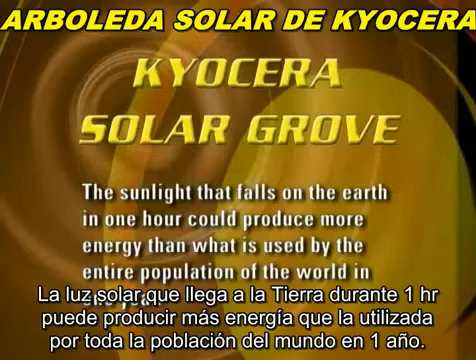 ARBOLEDA SOLAR DE KYOCERA
KYOCERA
SOLAR GROVE
The sunlight that falls on the earth
in one hour could produce more
energy than what is used by the
entire population of the world in
La luz solar que llega a la Tierra durante 1 hr
puede producir más energía que la utilizada
por toda la población del mundo en 1 año.